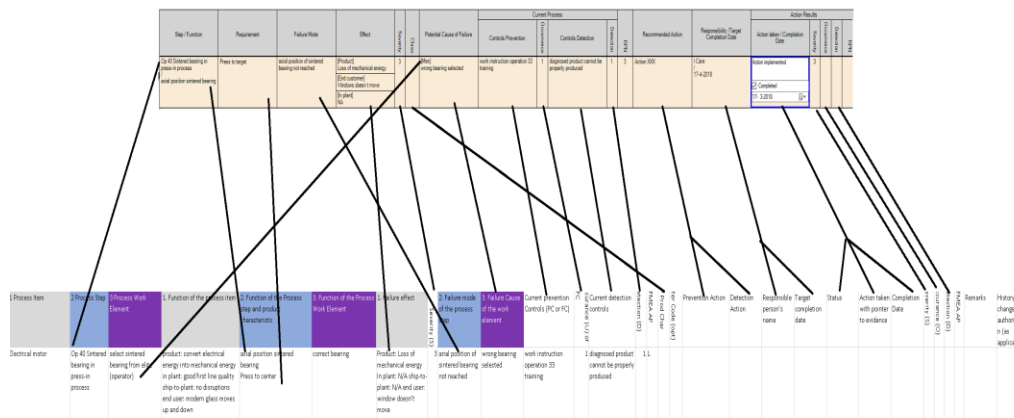 Current Process
Action Results
Step / Function
Requirement
Failure Mode
Effect
Severity
Class
Potential Cause of Failure
Controls Prevention
Occurrence
Controls Detection
Detection
RPN
Recommended Action
Responsibility /Target
Completion Date
Action taken / Completion
Date
Severity
Occurrence
Detection
RPN
Op 40 Sintered bearing in
press-in process
/
axial position sintered bearing
Press to target
axial position of sintered
bearing not reached
[Product]
Loss of mechanical energy
[End customer]
Windows doesn't move
[In plant]
NA
3
[Man]
wrong bearing selected
work instruction operation 33
training
1
diagnosed product cannot be
properly produced
1
3
Action XXX
I Care
/
17-4-2018
Action implemented
Completed
17- 3-2018
3
1 Process Item
2 Process Step
3 Process Work
Element
1. Function of the process item
2. Function of the Process
step and product
characteristic
3. Function of the Process
Work Element
1. Failure effect
Severity (S)
2. Failure mode
of the process
step
3. Failure Cause
of the work
element
Current prevention
Controls (PC or FC)
Current detection
controls
PMEA AP
Prod Char
ter Code (opt)
Prevention Action
Detection
Action
Responsible
person's
name
Target
completion
date
Status
Action taken
with pointer
to evidence
Completion
Date
PMEA AP
Remarks
History
change
Electrical motor
Op 40 Sintered
bearing in
press-in
process
select sintered
bearing from
(operator)
product: convert electrical
energy into mechanical energy
in plant: good first line quality
ship-to-plant: no disruptions
end user: modern glass moves
up and down
axial position sintered
bearing
Press to center
correct bearing
Product: Loss of
mechanical energy
In plant: N/A ship-to-
plant: N/A end user:
window doesn't
move
3
axial position of
sintered bearing
not reached
wrong bearing
selected
work instruction
operation 33
training
diagnosed product
cannot be properly
produced
1 L